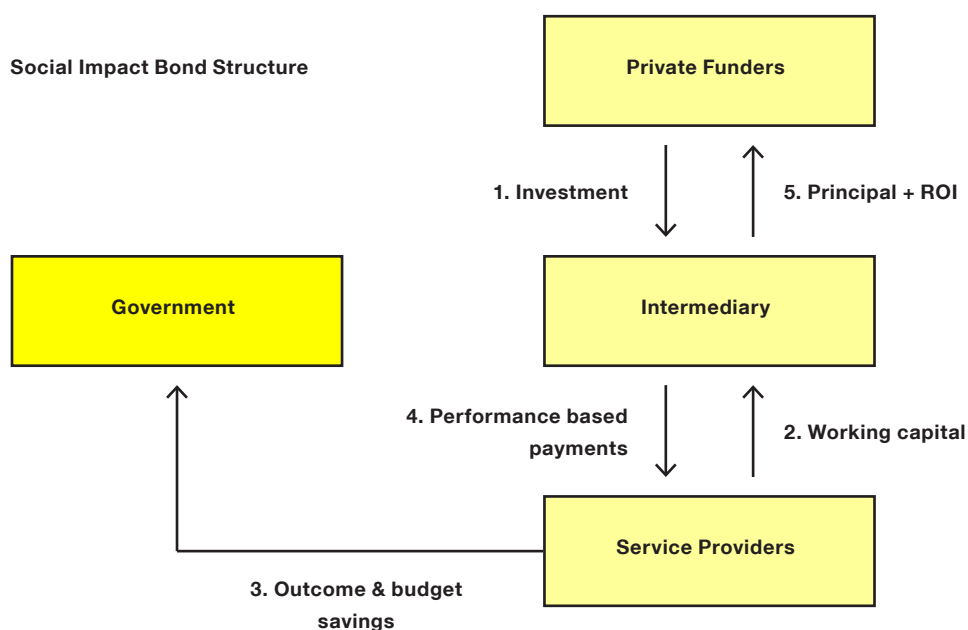 Social Impact Bond Structure
Private Funders
1. Investment
5. Principal + ROI
Government
Intermediary
4. Performance based
payments
2. Working capital
Service Providers
3. Outcome & budget
savings